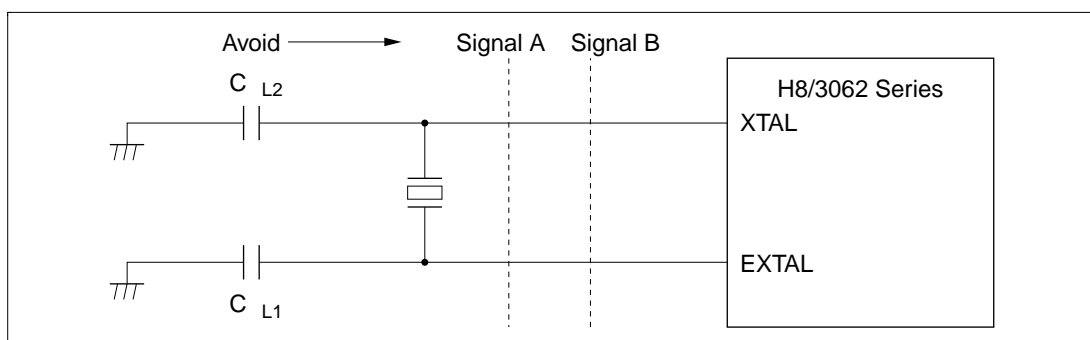 Avoid
Signal A
Signal B
C L2
H8/3062 Series
XTAL
EXTAL
C L1